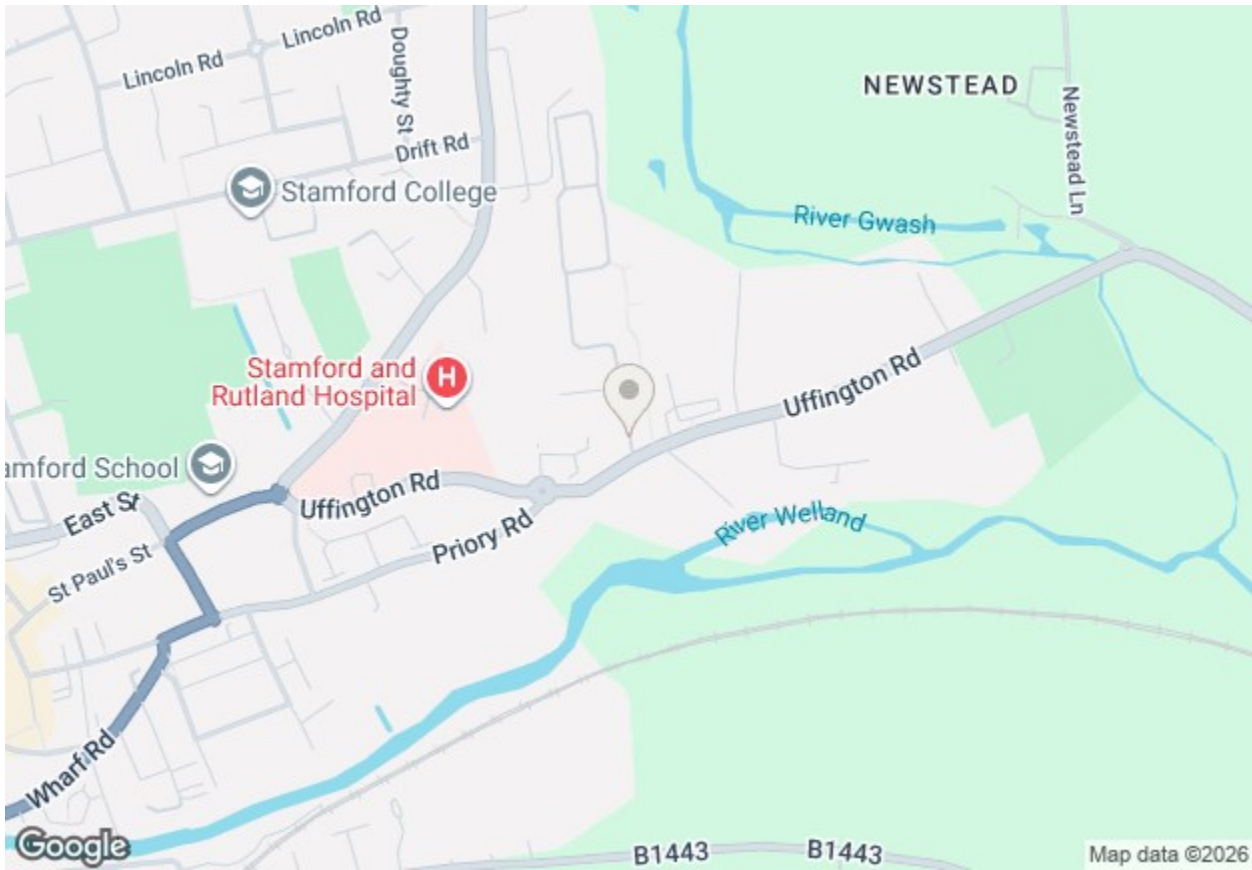 Lincoln Rd
Lincoln Rd
Doughty St
Drift Rd
NEWSTEAD
Newstead Ln
Stamford College
River Gwash
Stamford and
Rutland Hospital
H
Uffington Rd
amford School
East St
Uffington Rd
St Paul's St
Priory Rd
River Welland
Wharf Rd
Google
B1443
B1443
Map data ©2026